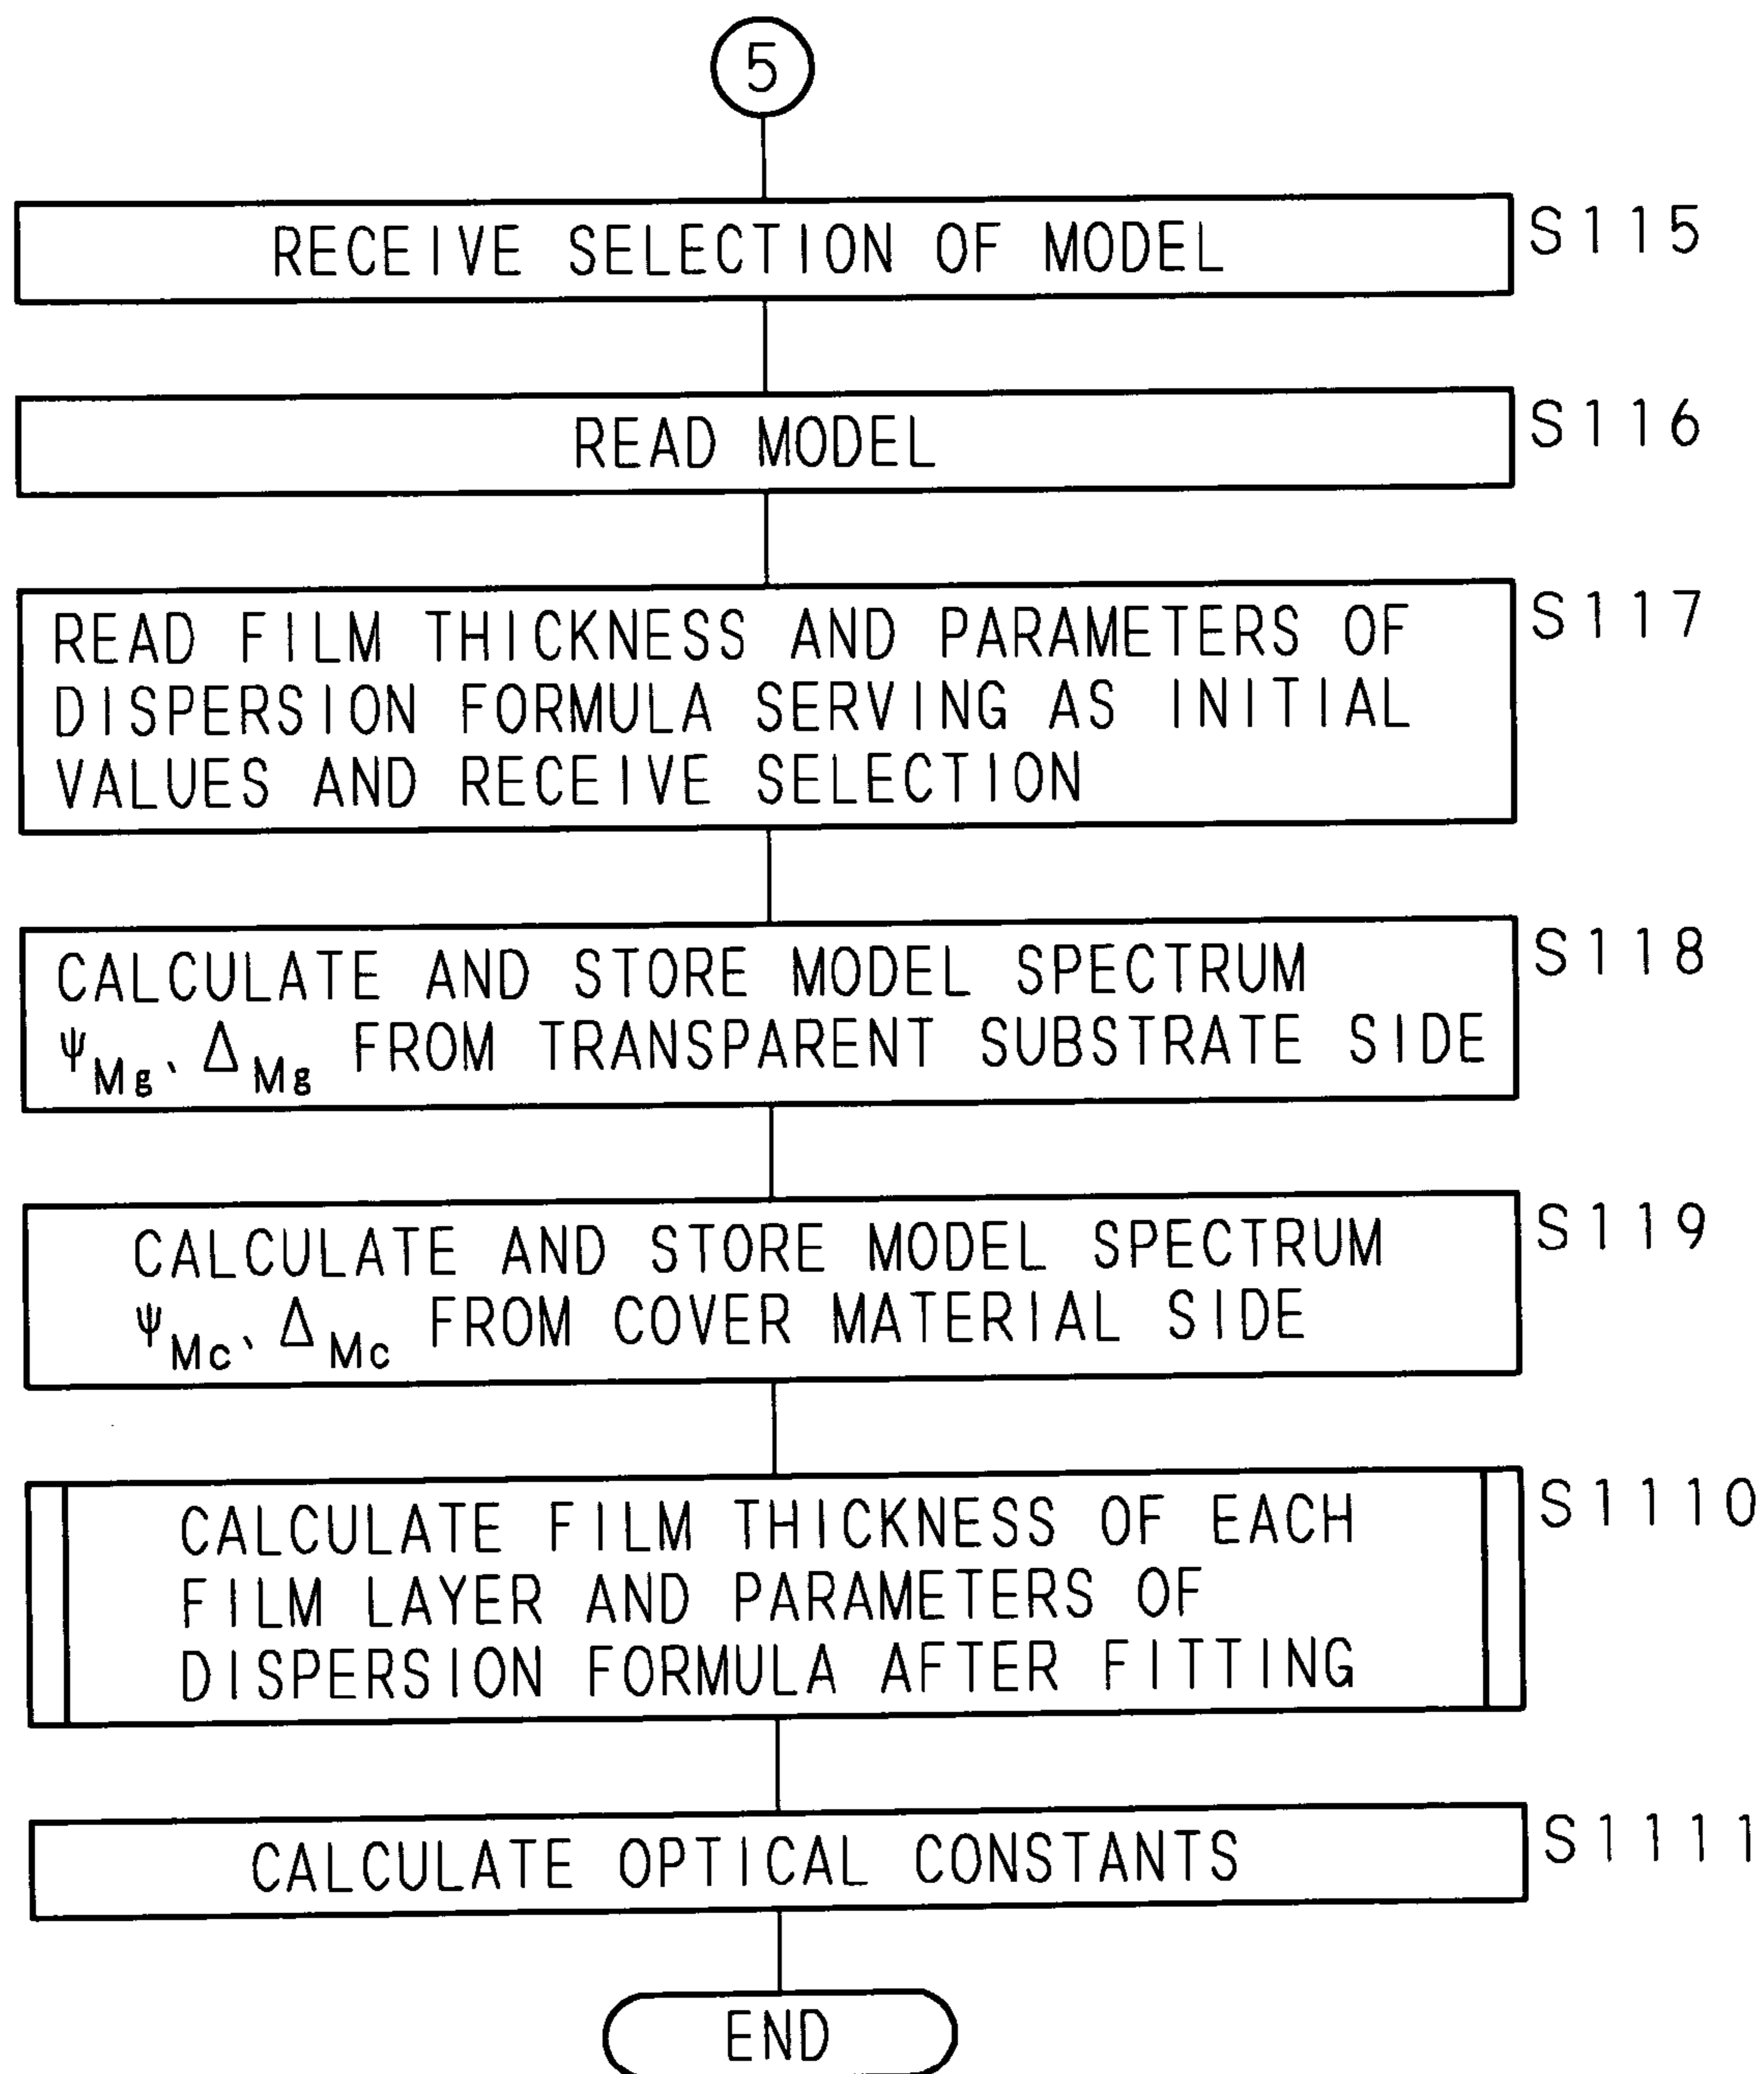 5
RECEIVE SELECTION OF MODEL
S115
READ MODEL
S116
READ FILM THICKNESS AND PARAMETERS OF
DISPERSION FORMULA SERVING AS INITIAL
VALUES AND RECEIVE SELECTION
S117
CALCULATE AND STORE MODEL SPECTRUM
ψMg、ΔMg FROM TRANSPARENT SUBSTRATE SIDE
S118
CALCULATE AND STORE MODEL SPECTRUM
ψMc、ΔMc FROM COVER MATERIAL SIDE
S119
CALCULATE FILM THICKNESS OF EACH
FILM LAYER AND PARAMETERS OF
DISPERSION FORMULA AFTER FITTING
S1110
CALCULATE OPTICAL CONSTANTS
S1111
END